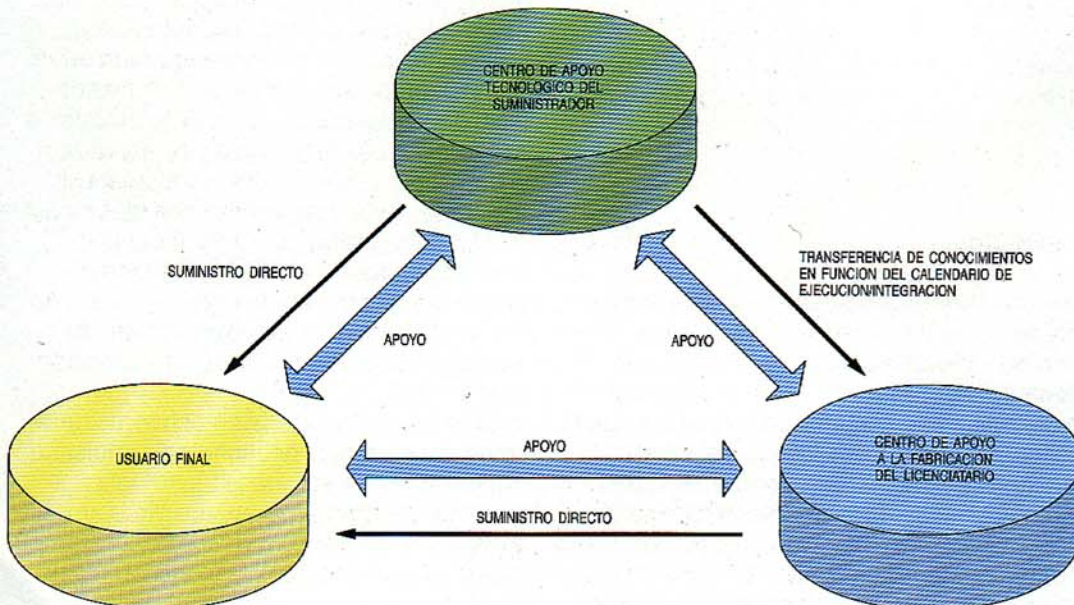 CENTRO DE APOYO
TECNOLOGICO DEL
SUMINISTRADOR
SUMINISTRO DIRECTO
TRANSFERENCIA DE CONOCIMIENTOS
EN FUNCION DEL CALENDARIO DE
EJECUCION/INTEGRACION
APOYO
APOYO
USUARIO FINAL
APOYO
CENTRO DE APOYO
A LA FABRICACION
DEL LICENCIATARIO
SUMINISTRO DIRECTO